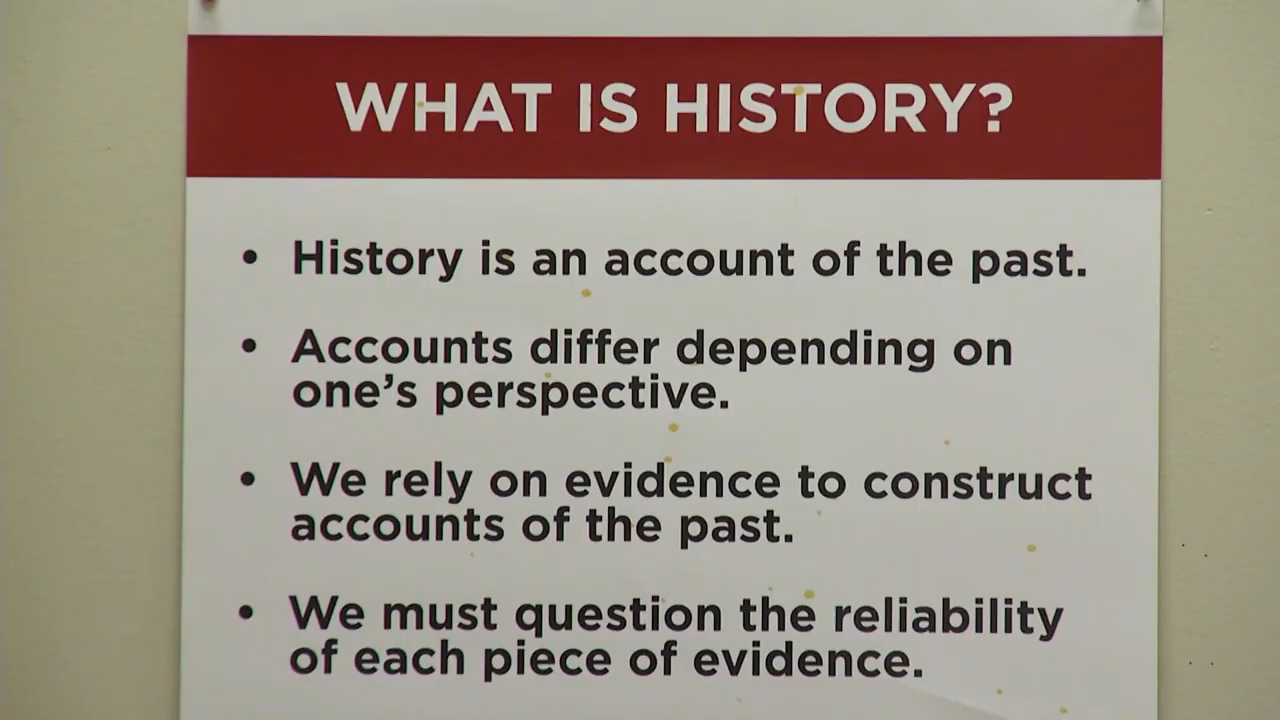 WHAT IS HISTORY?
• History is an account of the past.
• Accounts differ depending on
one’s perspective.
• We rely on evidence to construct
accounts of the past.
• We must question the reliability
of each piece of evidence.